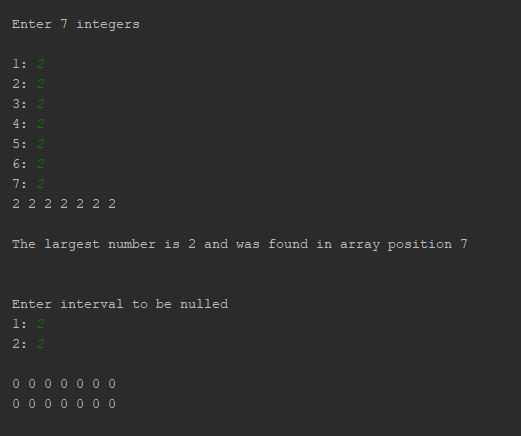 Enter 7 integers
1: 2
2: 2
3: 2
4: 2
5: 2
6: 2
7: 2
2 2 2 2 2 2 2
The largest number is 2 and was found in array position 7
Enter interval to be nulled
1: 2
2: 2
0 0 0 0 0 0 0
0 0 0 0 0 0 0